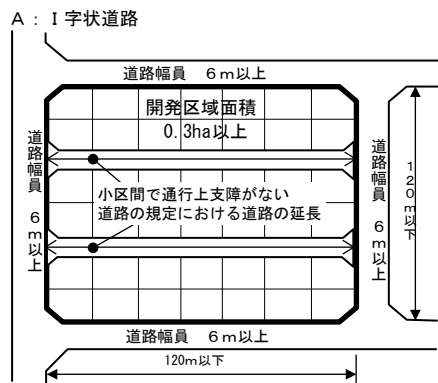 A : I字状道路
道路幅員 6m以上
開発区域面積
0.3ha以上
道路幅員 6m以上
小区間で通行上支障がない
道路の規定における道路の延長
道路幅員 6m以上
120m以下
道路幅員 6m以上
120m以下